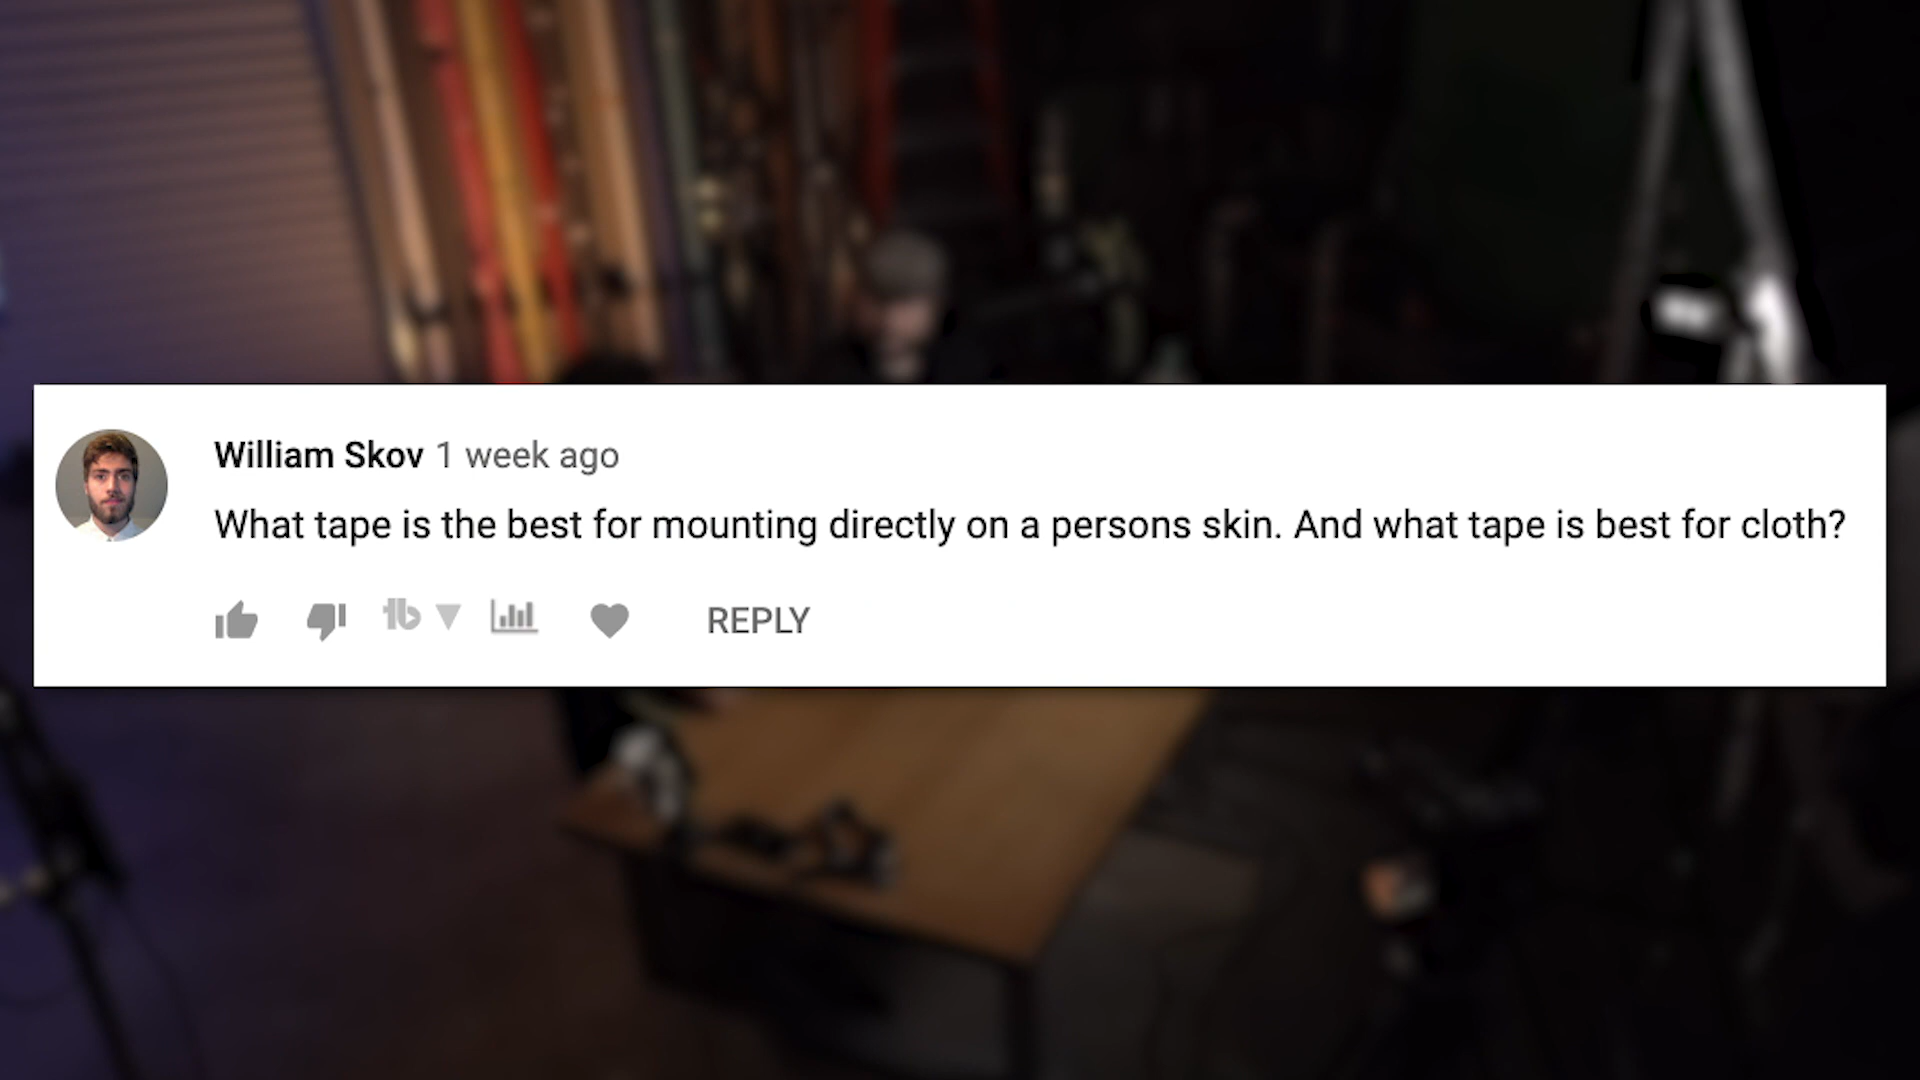 William Skov 1 week ago
What tape is the best for mounting directly on a persons skin. And what tape is best for cloth?
REPLY